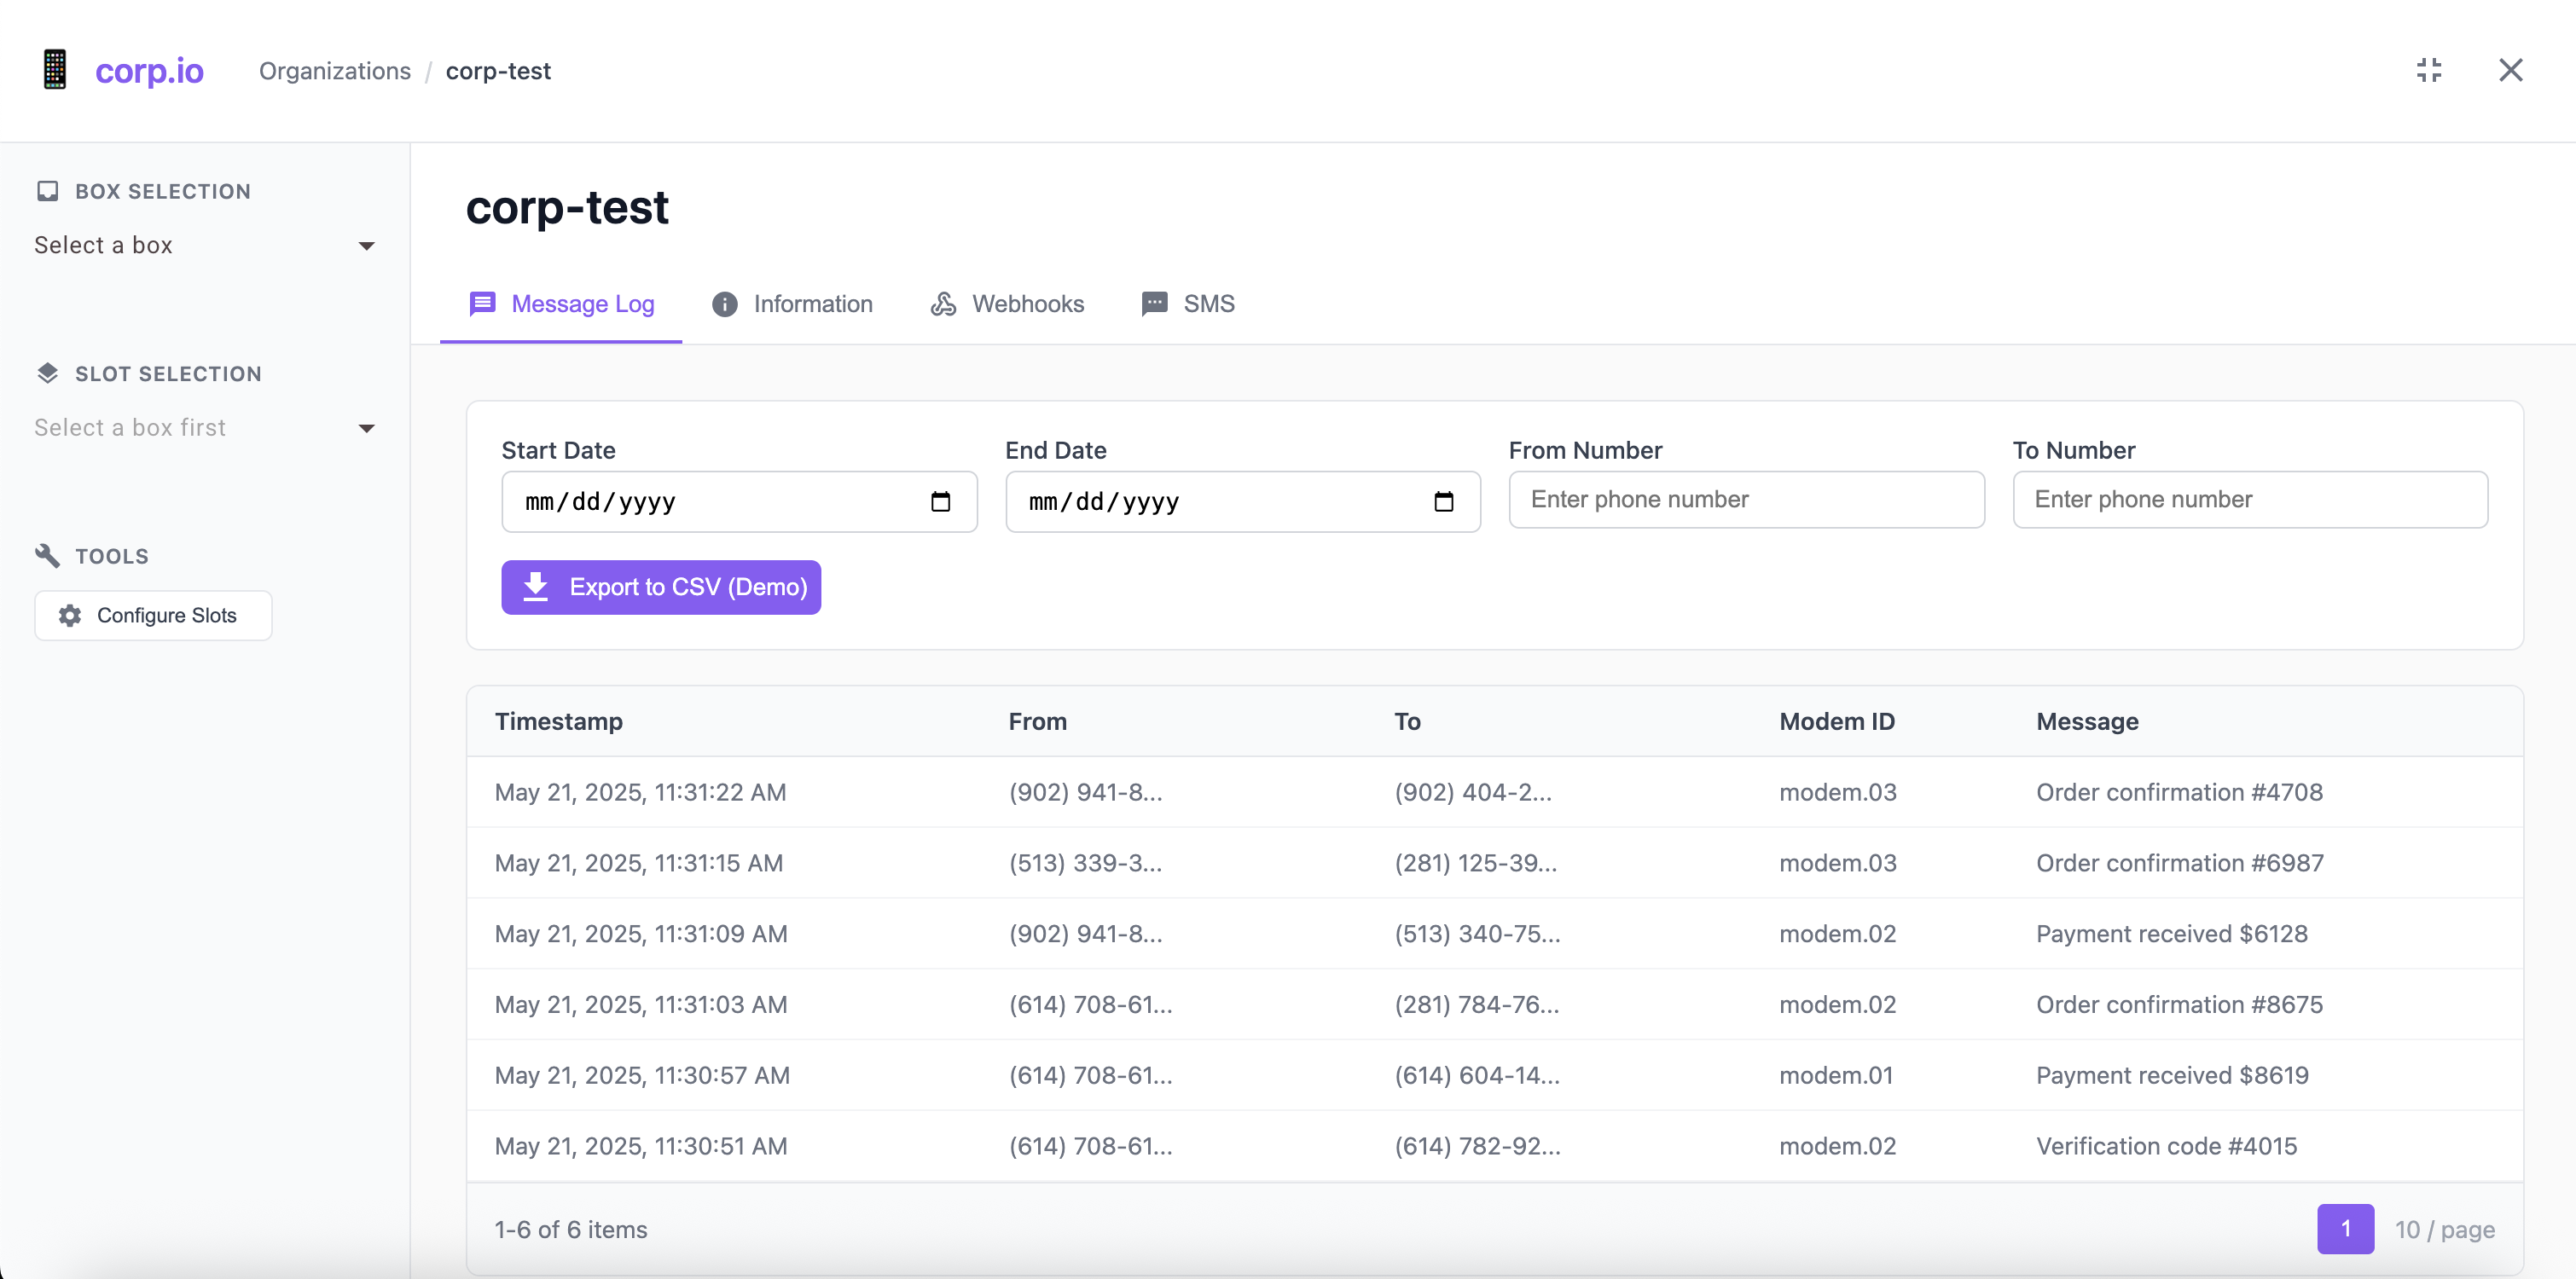 corp.io Organizations / corp-test
BOX SELECTION
Select a box
SLOT SELECTION
Select a box first
TOOLS
Configure Slots
corp-test
Message Log Information Webhooks SMS
Start Date End Date From Number To Number
mm/dd/yyyy mm/dd/yyyy Enter phone number Enter phone number
Export to CSV (Demo)
Timestamp From To Modem ID Message
May 21, 2025, 11:31:22 AM (902) 941-8... (902) 404-2... modem.03 Order confirmation #4708
May 21, 2025, 11:31:15 AM (513) 339-3... (281) 125-39... modem.03 Order confirmation #6987
May 21, 2025, 11:31:09 AM (902) 941-8... (513) 340-75... modem.02 Payment received $6128
May 21, 2025, 11:31:03 AM (614) 708-61... (281) 784-76... modem.02 Order confirmation #8675
May 21, 2025, 11:30:57 AM (614) 708-61... (614) 604-14... modem.01 Payment received $8619
May 21, 2025, 11:30:51 AM (614) 708-61... (614) 782-92... modem.02 Verification code #4015
1-6 of 6 items 1 10 / page